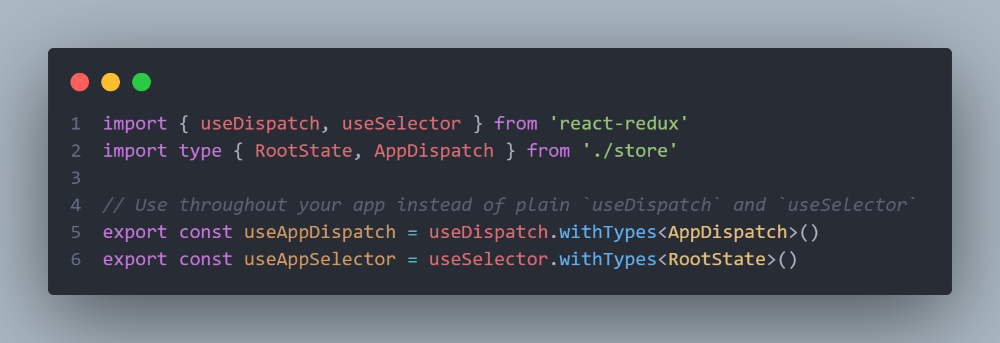 1 import { useDispatch, useSelector } from 'react-redux'
2 import type { RootState, AppDispatch } from './store'
3
4 // Use throughout your app instead of plain `useDispatch` and `useSelector`
5 export const useAppDispatch = useDispatch.withTypes<AppDispatch>()
6 export const useAppSelector = useSelector.withTypes<RootState>()